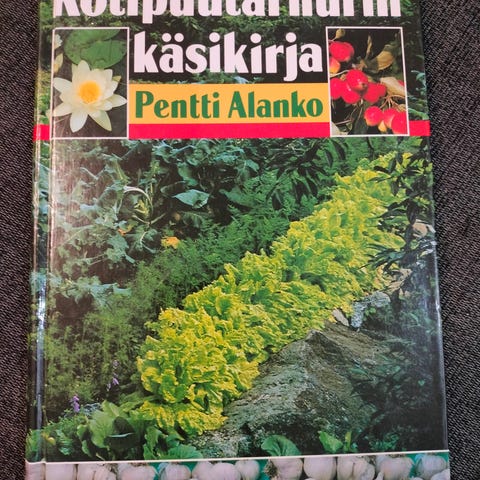 Kotipuutarhurin
käsikirja
Pentti Alanko